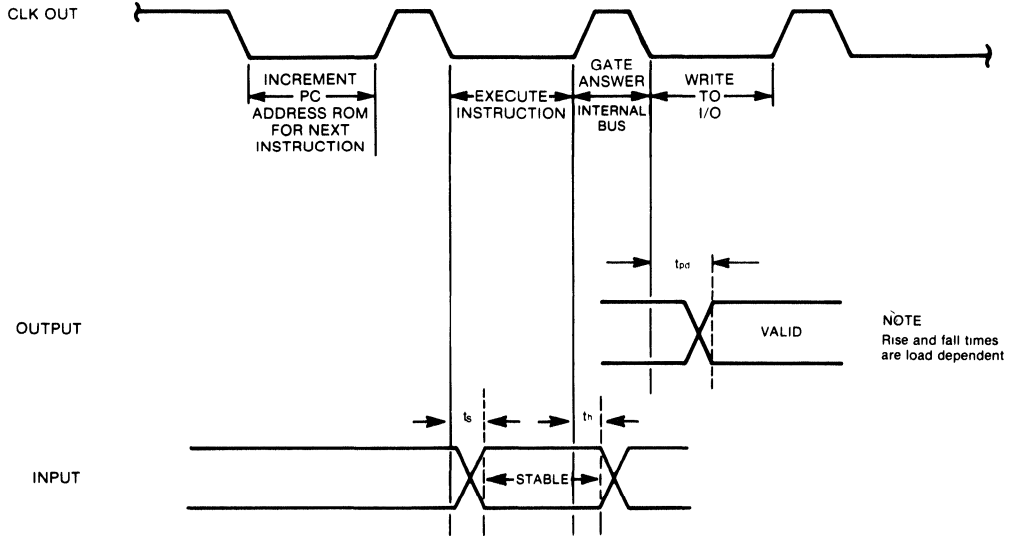 CLK OUT
INCREMENT
PC
ADDRESS ROM
FOR NEXT
INSTRUCTION
EXECUTE
INSTRUCTION
GATE
ANSWER
INTERNAL
BUS
WRITE
TO
I/O
tpd
OUTPUT
VALID
NOTE
Rise and fall times
are load dependent
ts
th
INPUT
STABLE